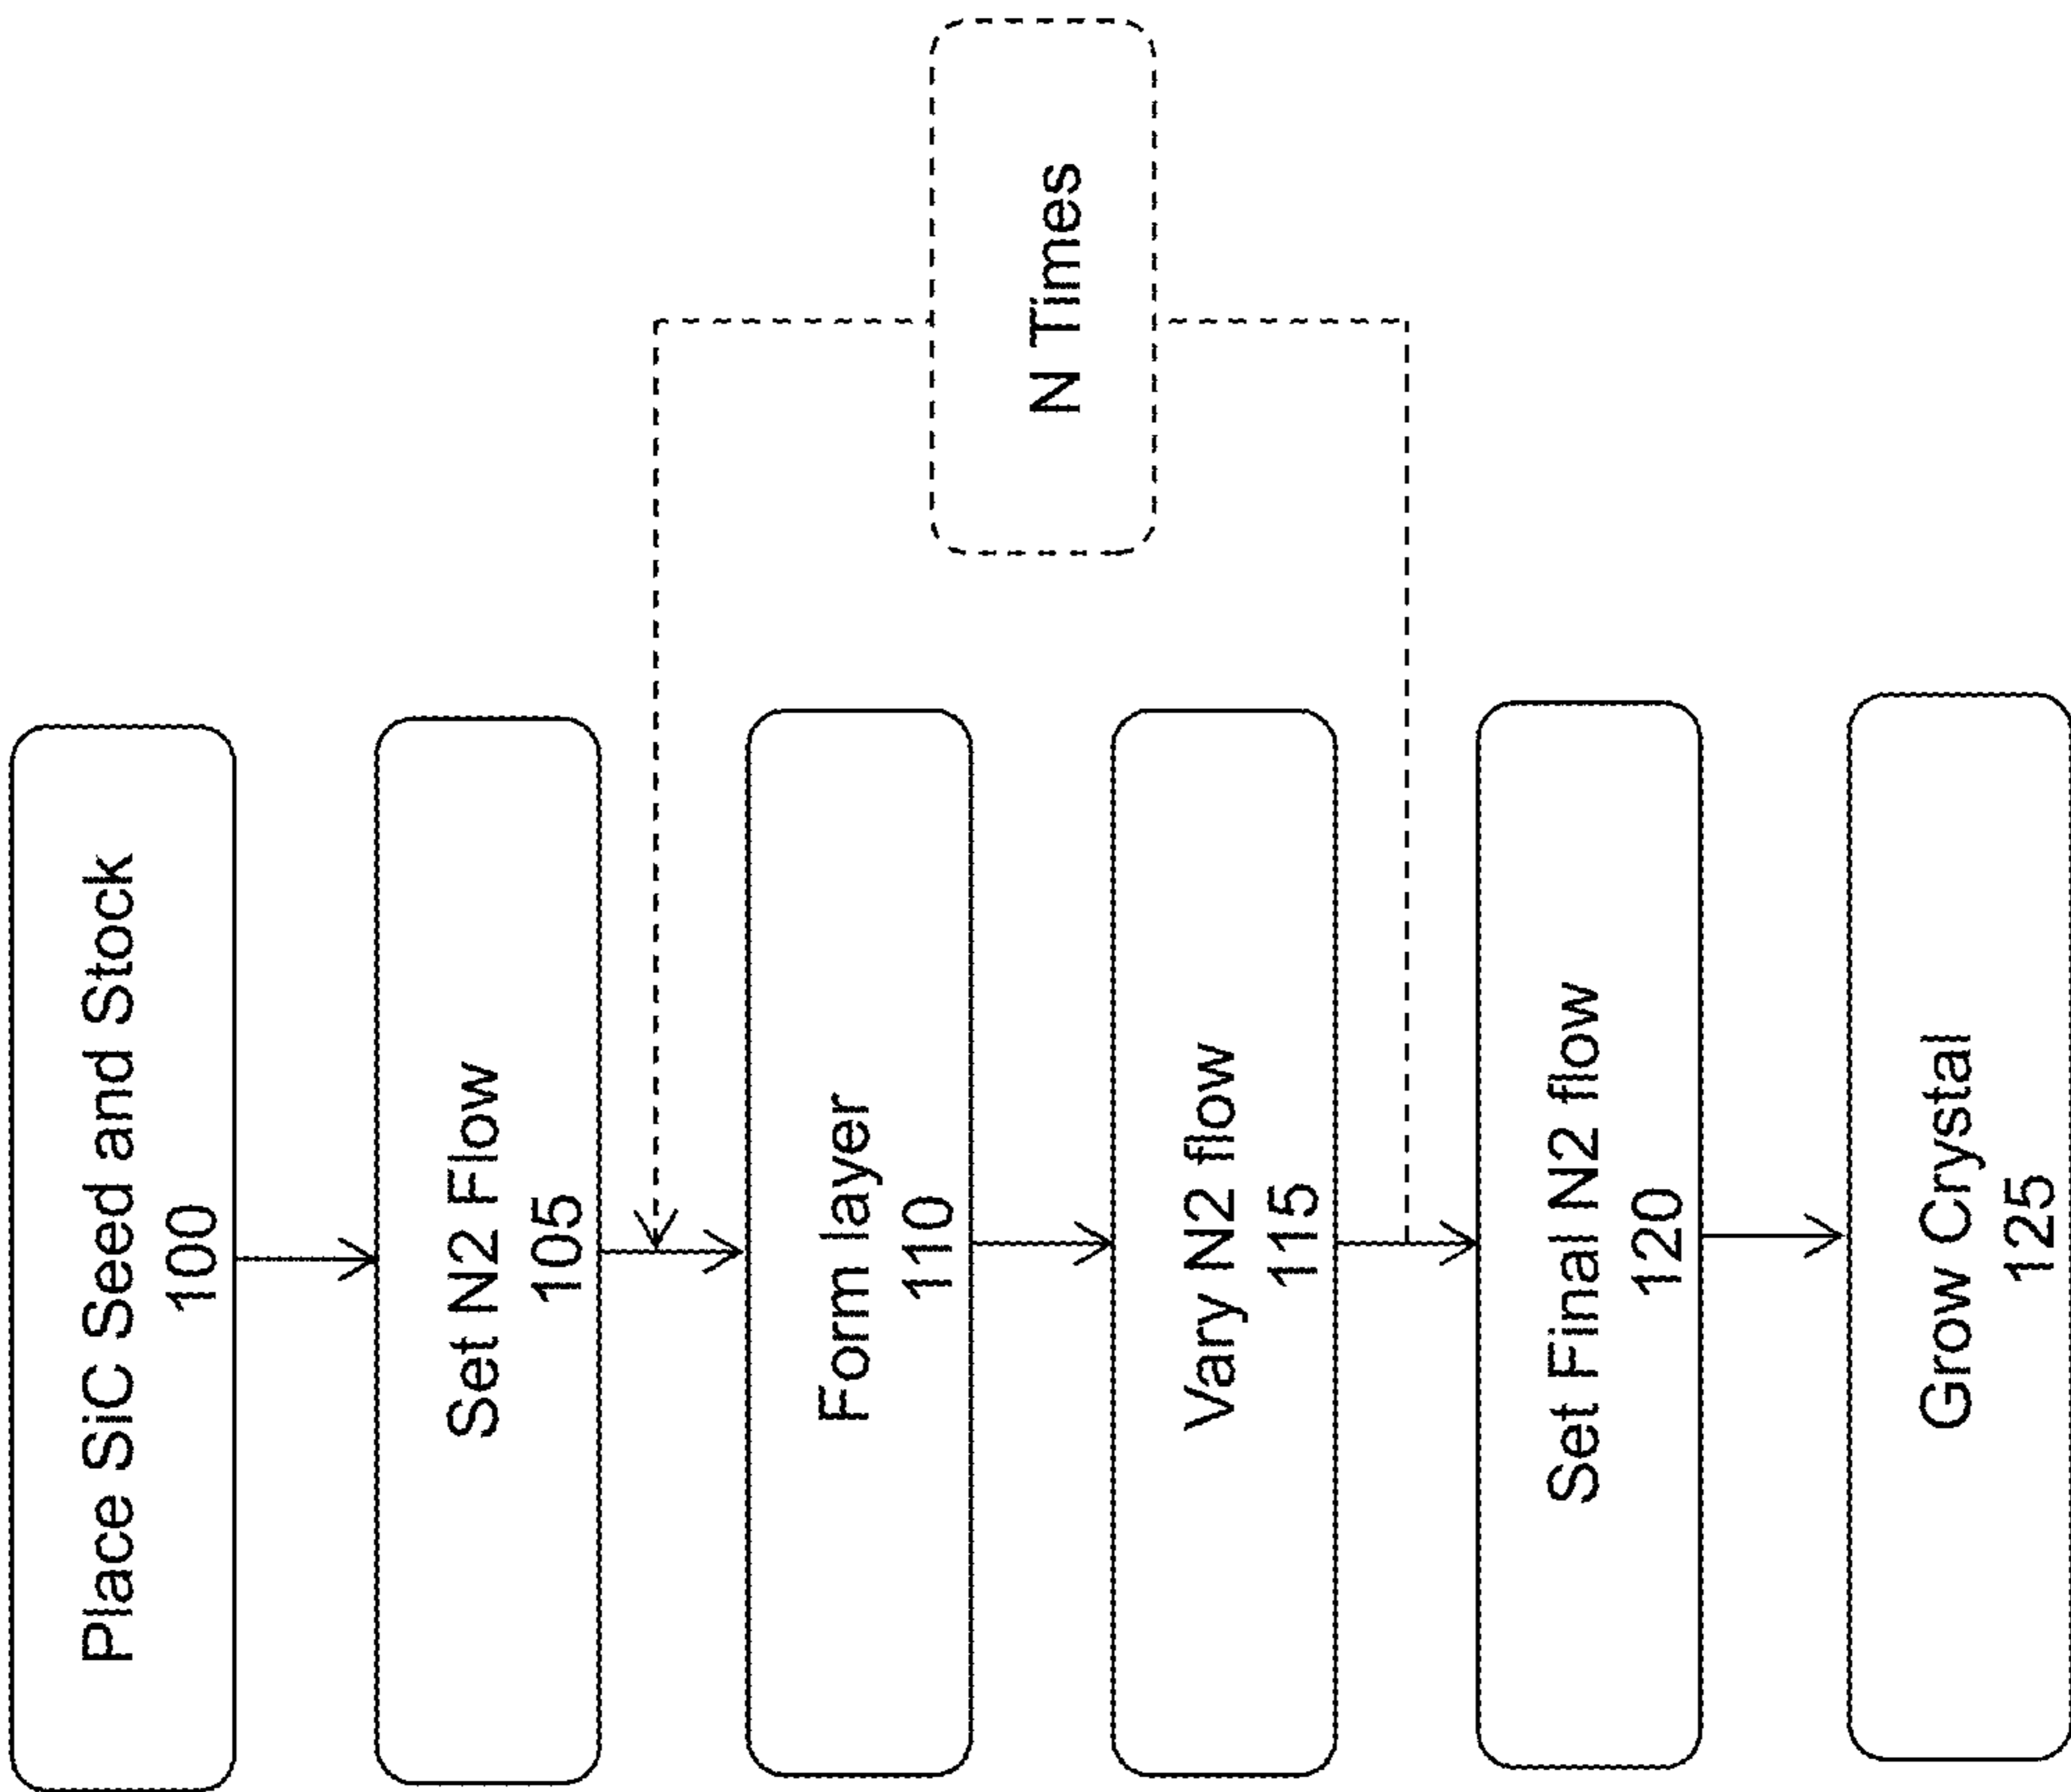 Place SiC Seed and Stock
100
Set N2 Flow
105
Form layer
110
Vary N2 flow
115
Set Final N2 flow
120
Grow Crystal
125
N Times